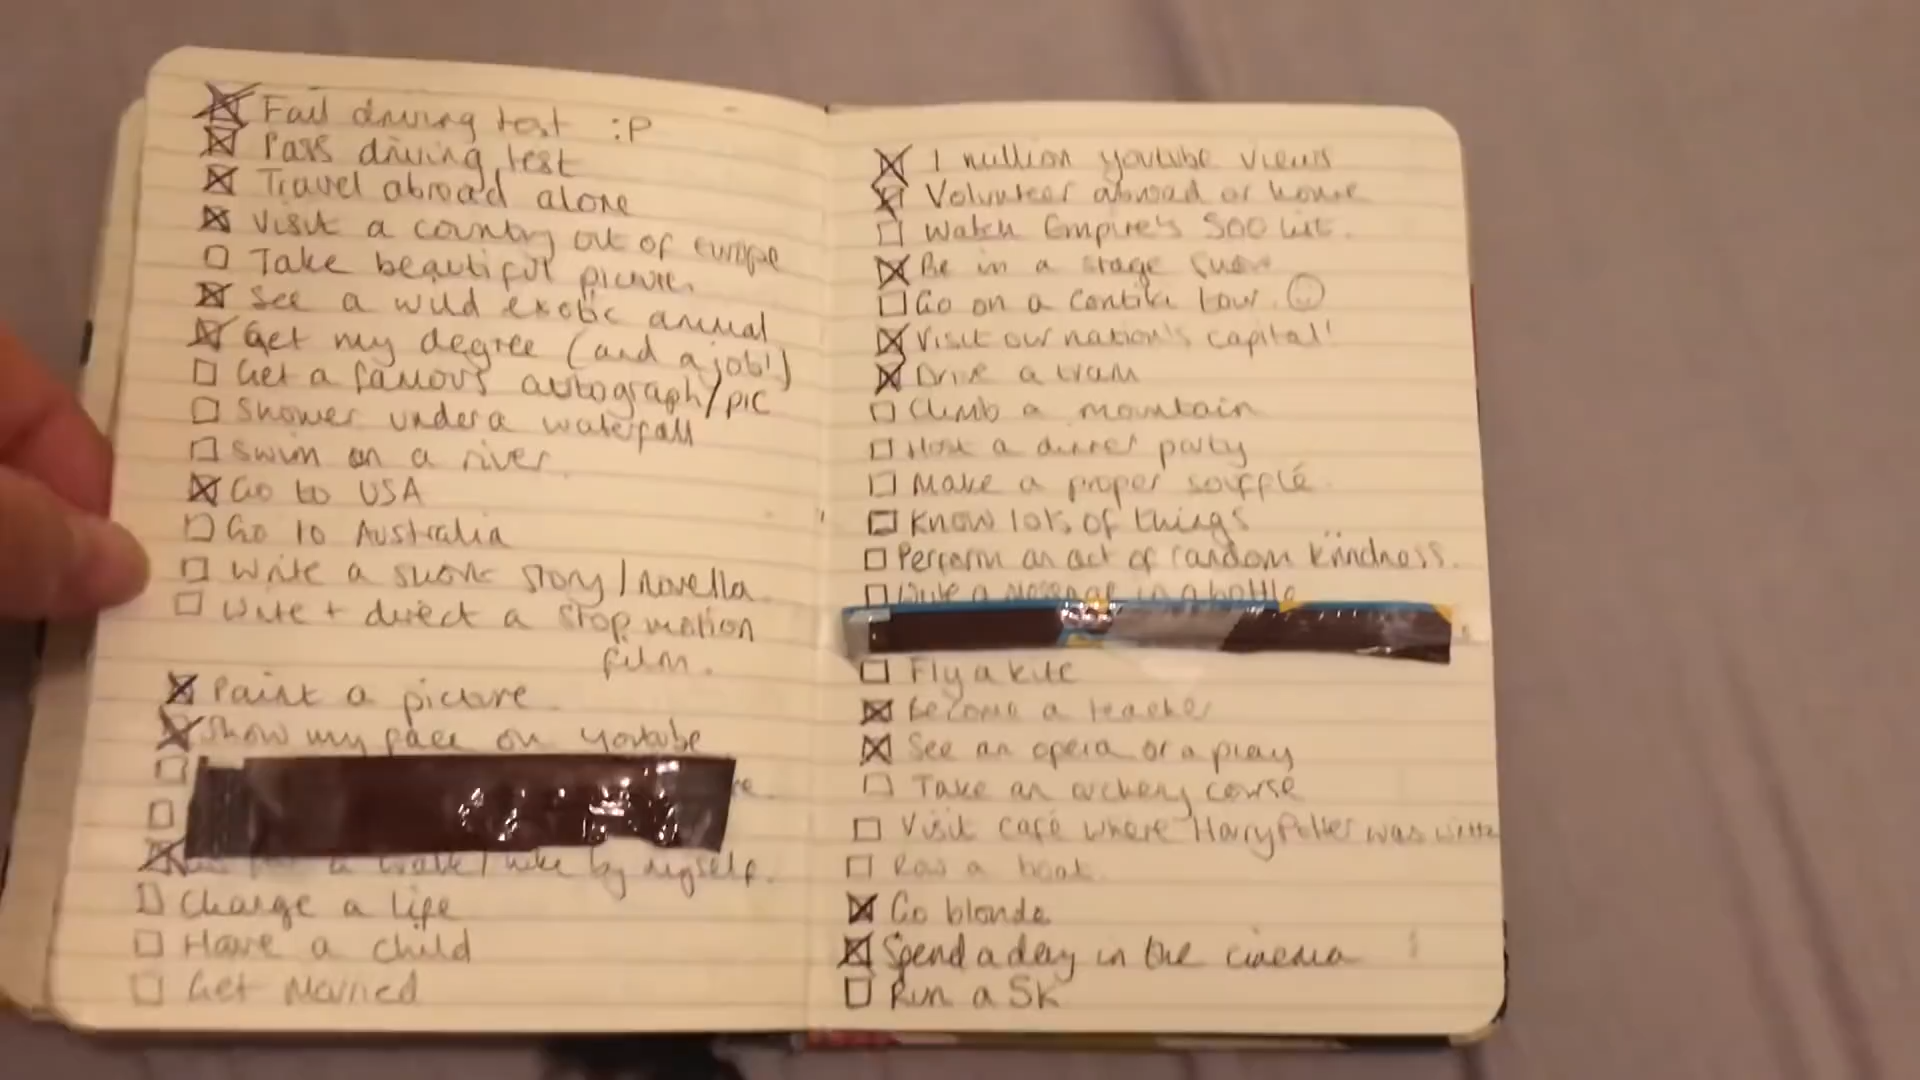 Fail driving test :P
Pass driving test
Travel abroad alone
Visit a country out of Europe
Take beautiful pictures
See a wild exotic animal
Get my degree (and a job!)
Get a famous autograph/pic
Shower under a waterfall
Swim in a river.
Go to USA
Go to Australia
Write a short story/novella
Write + direct a stop motion
film.
Paint a picture
Show my face on youtube
a walk/hike by myself.
Change a life
Have a child
Get Married
1 million youtube views
Volunteer abroad or home
Watch Empire's 500 list.
Be in a stage show
Go on a Contiki tour.
Visit our nation's capital!
Drive a tram
Climb a mountain
Host a dinner party
Make a proper soufflé.
Know lots of things
Perform an act of random kindness.
a message in a bottle
Fly a kite
Become a teacher
See an opera or a play
Take an archery course
Visit café where Harry Potter was
Row a boat.
Go blonde
Spend a day in the cinema
Run a 5K